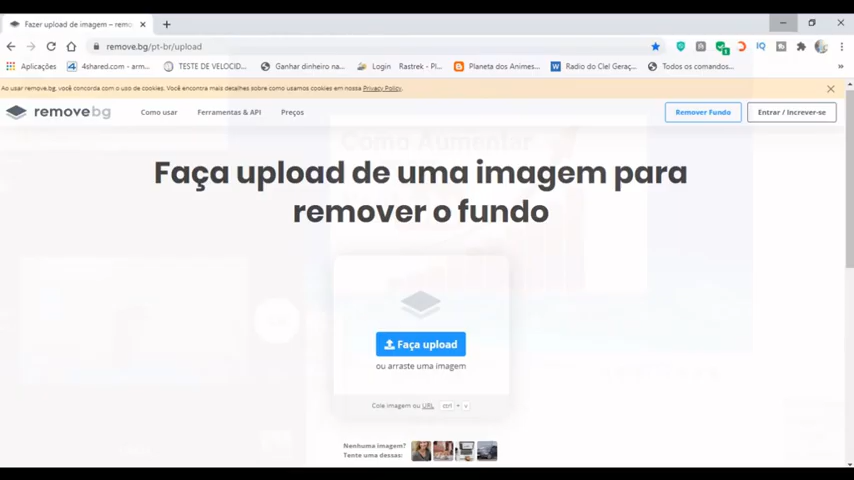 Fazer upload de imagem – remo
remove.bg/pt-br/upload
Aplicações
4shared.com - arm...
TESTE DE VELOCID...
Ganhar dinheiro na...
Login
Rastrek - Pl...
Planeta dos Animes...
Radio do Ciel Geraç...
Todos os comandos...
Ao usar remove.bg, você concorda com o uso de cookies. Você encontra mais detalhes sobre como usamos cookies em nossa Privacy Policy.
removebg
Como usar
Ferramentas & API
Preços
Remover Fundo
Entrar / Increver-se
Como Aumentar
Faça upload de uma imagem para
remover o fundo
Faça upload
ou arraste uma imagem
Cole imagem ou URL ctrl + v
Nenhuma imagem?
Tente uma dessas: